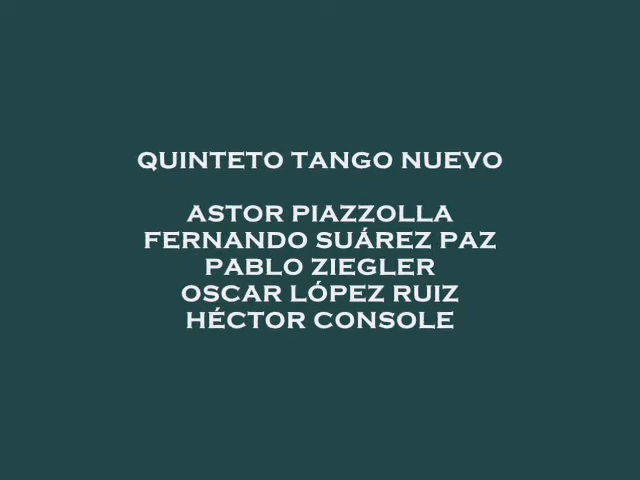 QUINTETO TANGO NUEVO
ASTOR PIAZZOLLA
FERNANDO SUÁREZ PAZ
PABLO ZIEGLER
OSCAR LÓPEZ RUIZ
HÉCTOR CONSOLE